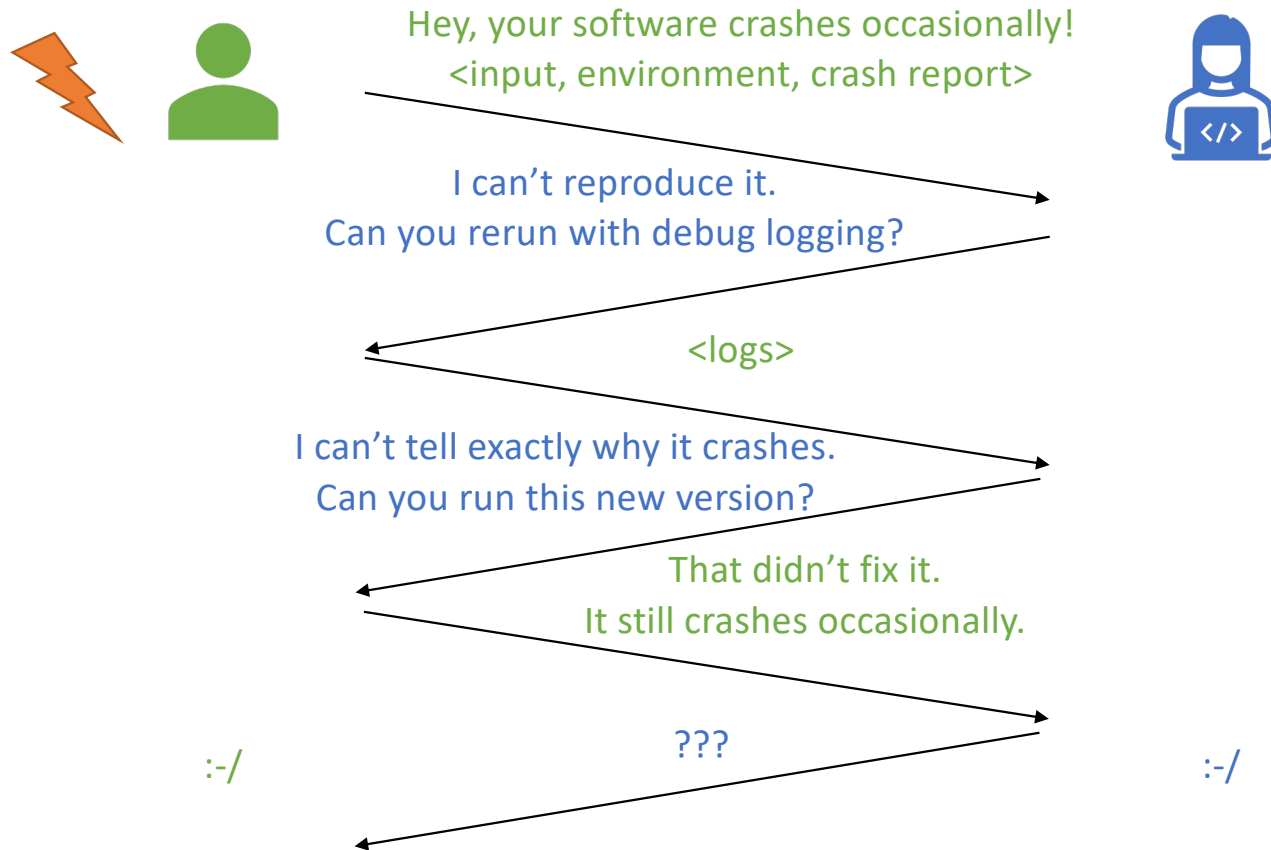 Hey, your software crashes occasionally!
<input, environment, crash report>
</>
I can’t reproduce it.
Can you rerun with debug logging?
<logs>
I can’t tell exactly why it crashes.
Can you run this new version?
That didn’t fix it.
It still crashes occasionally.
???
:-/
:-/